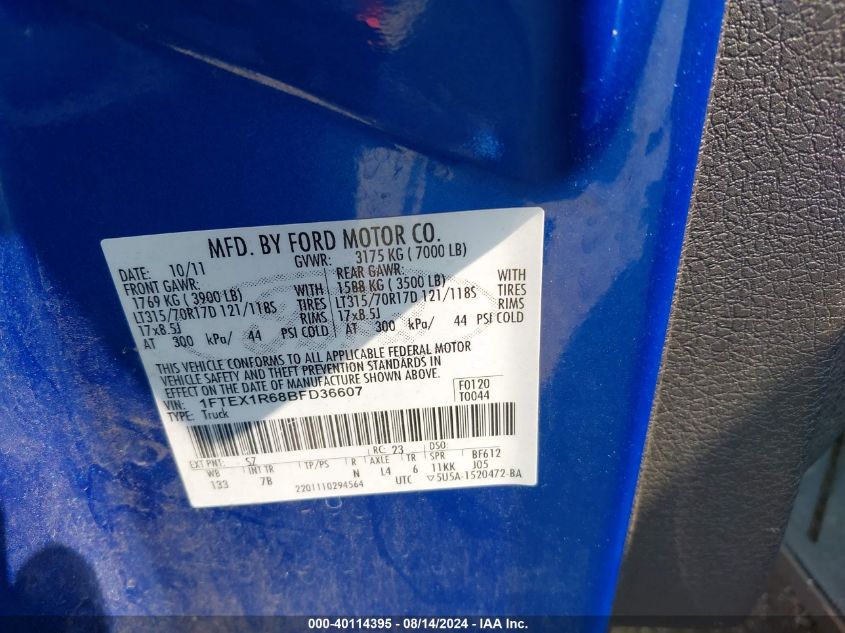 MFD. BY FORD MOTOR CO.
DATE: 10/11 GVWR: 3175 KG ( 7000 LB)
FRONT GAWR: REAR GAWR:
1769 KG ( 3900 LB) WITH 1588 KG ( 3500 LB) WITH
LT315/70R17D 121/118S TIRES LT315/70R17D 121/118S TIRES
17x8.5J RIMS 17x8.5J RIMS
AT 300 kPa/ 44 PSI COLD AT 300 kPa/ 44 PSI COLD
THIS VEHICLE CONFORMS TO ALL APPLICABLE FEDERAL MOTOR
VEHICLE SAFETY AND THEFT PREVENTION STANDARDS IN
EFFECT ON THE DATE OF MANUFACTURE SHOWN ABOVE.
VIN: 1FTEX1R68BFD36607 F0120
TYPE: Truck T0044
EXT PNT: S7 RC: 23 DSO:
WB INT TR TP/PS R AXLE TR SPR BF612
133 7B N L4 6 11KK J05
2201110294564 UTC ▽5U5A-1520472-BA
000-40114395 - 08/14/2024 - IAA Inc.